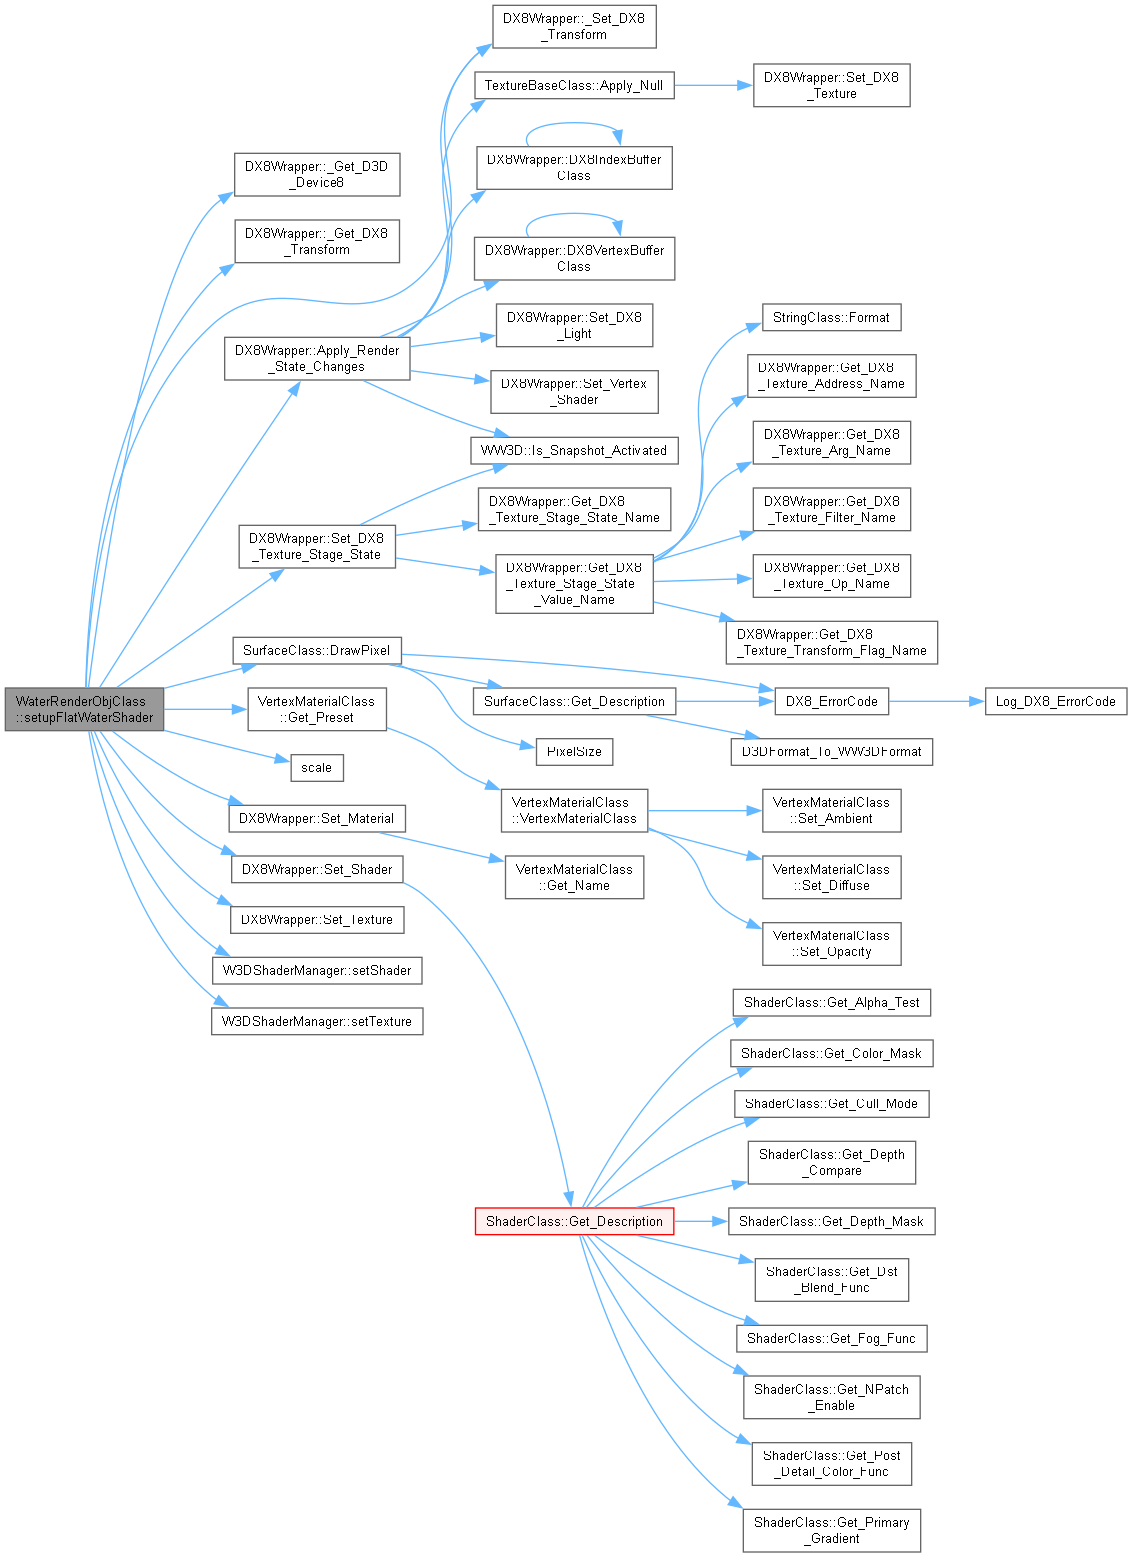 DX8Wrapper::_Set_DX8
_Transform
TextureBaseClass::Apply_Null
DX8Wrapper::Set_DX8
_Texture
DX8Wrapper::DX8IndexBuffer
Class
DX8Wrapper::_Get_D3D
_Device8
DX8Wrapper::_Get_DX8
_Transform
DX8Wrapper::DX8VertexBuffer
Class
DX8Wrapper::Set_DX8
_Light
StringClass::Format
DX8Wrapper::Apply_Render
_State_Changes
DX8Wrapper::Get_DX8
_Texture_Address_Name
DX8Wrapper::Set_Vertex
_Shader
DX8Wrapper::Get_DX8
_Texture_Arg_Name
WW3D::Is_Snapshot_Activated
DX8Wrapper::Get_DX8
_Texture_Stage_State_Name
DX8Wrapper::Get_DX8
_Texture_Filter_Name
DX8Wrapper::Set_DX8
_Texture_Stage_State
DX8Wrapper::Get_DX8
_Texture_Stage_State
_Value_Name
DX8Wrapper::Get_DX8
_Texture_Op_Name
DX8Wrapper::Get_DX8
_Texture_Transform_Flag_Name
SurfaceClass::DrawPixel
WaterRenderObjClass
::setupFlatWaterShader
VertexMaterialClass
::Get_Preset
SurfaceClass::Get_Description
DX8_ErrorCode
Log_DX8_ErrorCode
PixelSize
D3DFormat_To_WW3DFormat
scale
DX8Wrapper::Set_Material
VertexMaterialClass
::VertexMaterialClass
VertexMaterialClass
::Set_Ambient
DX8Wrapper::Set_Shader
VertexMaterialClass
::Get_Name
VertexMaterialClass
::Set_Diffuse
DX8Wrapper::Set_Texture
VertexMaterialClass
::Set_Opacity
W3DShaderManager::setShader
W3DShaderManager::setTexture
ShaderClass::Get_Alpha_Test
ShaderClass::Get_Color_Mask
ShaderClass::Get_Cull_Mode
ShaderClass::Get_Depth
_Compare
ShaderClass::Get_Description
ShaderClass::Get_Depth_Mask
ShaderClass::Get_Dst
_Blend_Func
ShaderClass::Get_Fog_Func
ShaderClass::Get_NPatch
_Enable
ShaderClass::Get_Post
_Detail_Color_Func
ShaderClass::Get_Primary
_Gradient